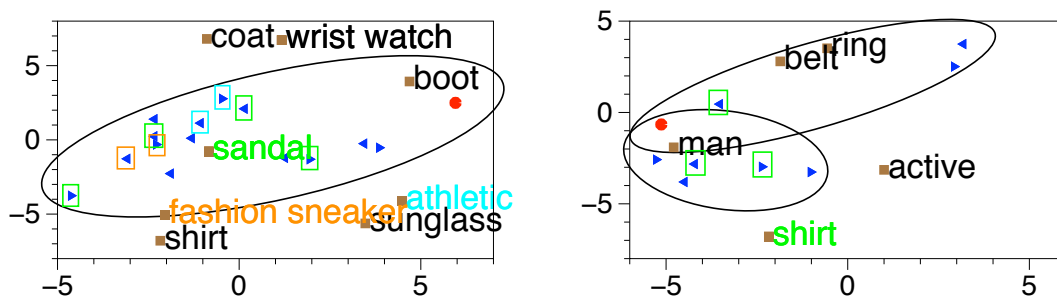 coat
wrist watch
5
boot
0
sandal
athletic
fashion sneaker
−5
sunglass
shirt
−5
0
5
5
ring
belt
0
man
active
−5
shirt
−5
0
5